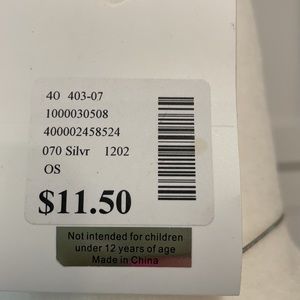 4O 403-07
1000030508
400002458524
070 Silvr 1202
OS
$11.50
Not intended for children
under 12 years of age
Made in China